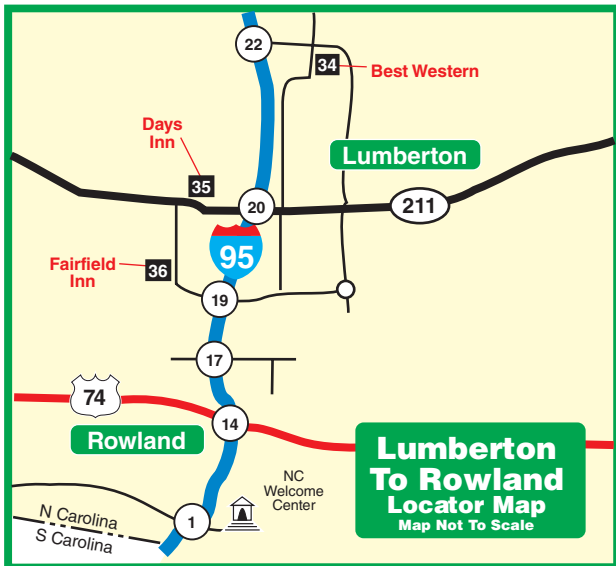 22
34
Best Western
Days
Inn
Lumberton
35
20
211
95
Fairfield
Inn
36
19
17
74
14
Rowland
Lumberton
To Rowland
Locator Map
Map Not To Scale
NC
Welcome
Center
N Carolina
1
S Carolina